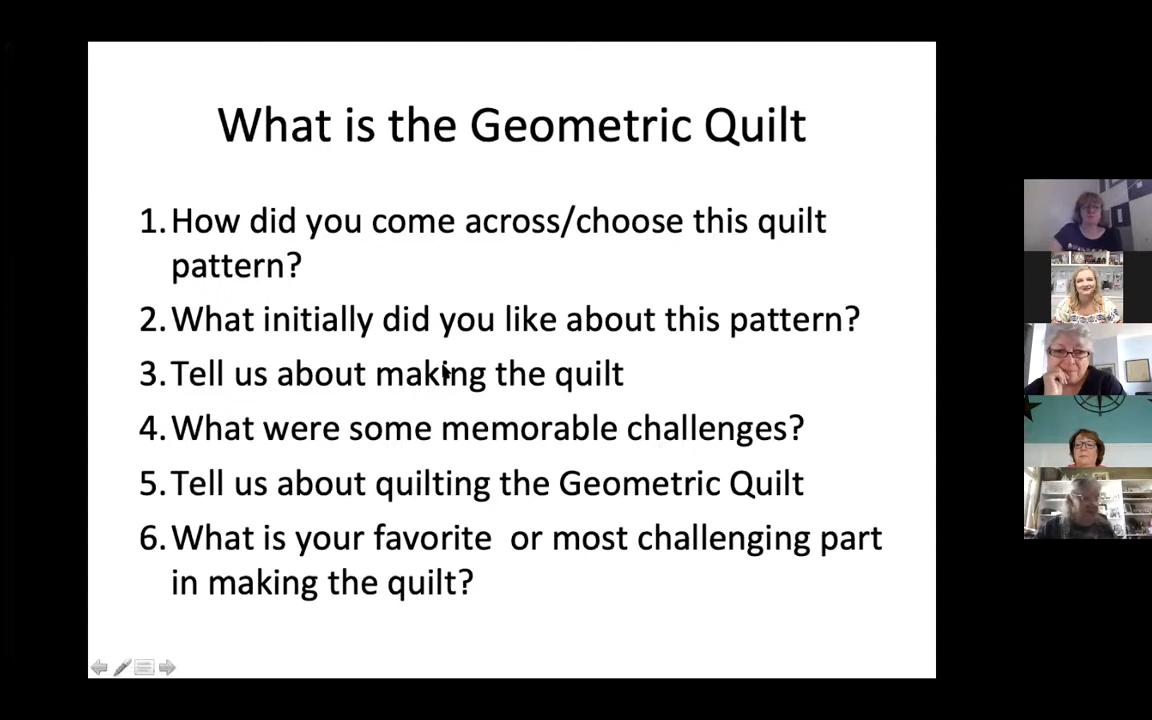 What is the Geometric Quilt
1. How did you come across/choose this quilt
pattern?
2. What initially did you like about this pattern?
3. Tell us about making the quilt
4. What were some memorable challenges?
5. Tell us about quilting the Geometric Quilt
6. What is your favorite  or most challenging part
in making the quilt?